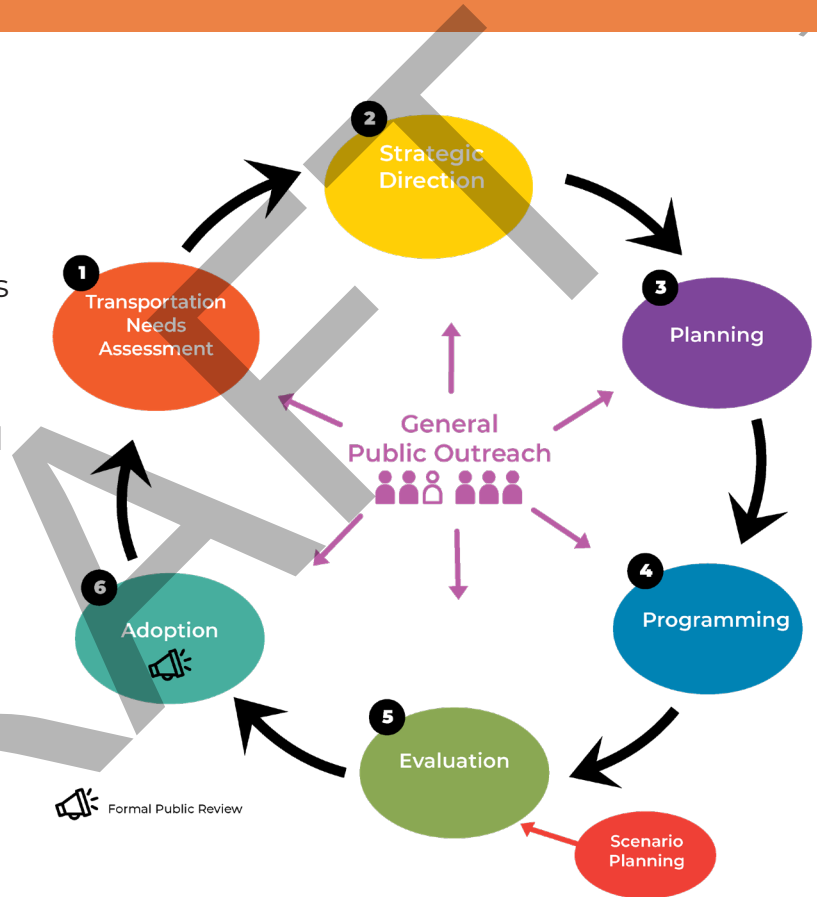 2
Strategic
Direction
1
Transportation
Needs
Assessment
3
Planning
General
Public Outreach
4
Programming
6
Adoption
5
Evaluation
Formal Public Review
Scenario
Planning